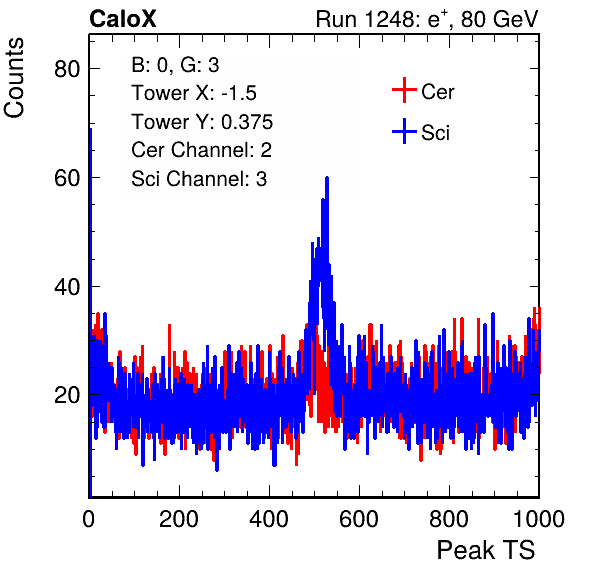 CaloX Run 1248: e⁺, 80 GeV
Counts
B: 0, G: 3
Tower X: -1.5
Tower Y: 0.375
Cer Channel: 2
Sci Channel: 3
Cer
Sci
80
60
40
20
0 200 400 600 800 1000
Peak TS